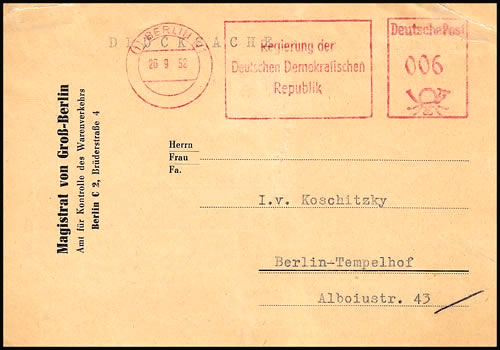 DRUCKSACHE
BERLIN
26 9 52
Regierung der
Deutschen Demokratischen
Republik
Deutsche Post
006
Magistrat von Groß-Berlin
Amt für Kontrolle des Warenverkehrs
Berlin C 2, Brüderstraße 4
Herrn
Frau
Fa.
I.v. Koschitzky
Berlin-Tempelhof
Alboiustr. 43